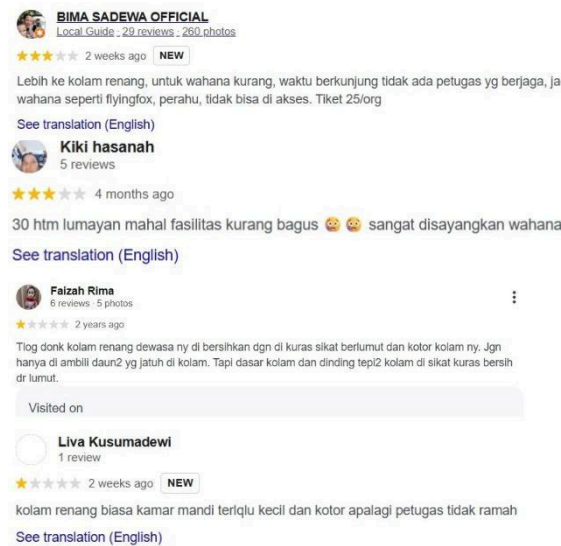 BIMA SADEWA OFFICIAL
Local Guide · 29 reviews · 260 photos
2 weeks ago NEW
Lebih ke kolam renang, untuk wahana kurang, waktu berkunjung tidak ada petugas yg berjaga, ja
wahana seperti flyingfox, perahu, tidak bisa di akses. Tiket 25/org
See translation (English)
Kiki hasanah
5 reviews
4 months ago
30 htm lumayan mahal fasilitas kurang bagus 😥 😥 sangat disayangkan wahana
See translation (English)
Faizah Rima
6 reviews · 5 photos
2 years ago
Tlog donk kolam renang dewasa ny di bersihkan dgn di kuras sikat berlumut dan kotor kolam ny. Jgn
hanya di ambili daun2 yg jatuh di kolam. Tapi dasar kolam dan dinding tepi2 kolam di sikat kuras bersih
dr lumut.
Visited on
Liva Kusumadewi
1 review
2 weeks ago NEW
kolam renang biasa kamar mandi terlqlu kecil dan kotor apalagi petugas tidak ramah
See translation (English)